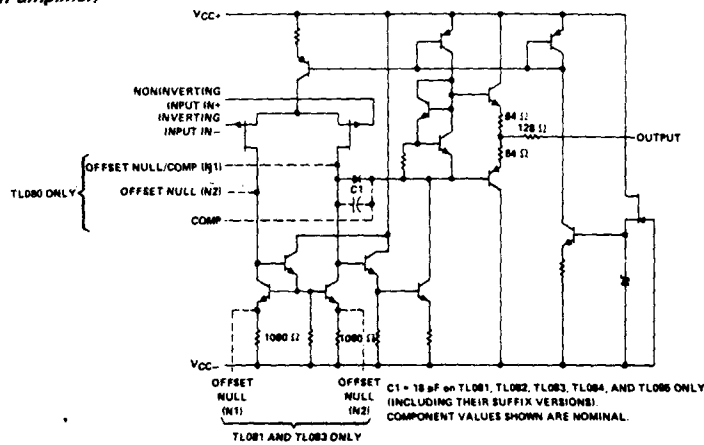 amplifier)
VCC+
NONINVERTING
INPUT IN+
INVERTING
INPUT IN−
OFFSET NULL/COMP (N1)
TL080 ONLY
OFFSET NULL (N2)
COMP
C1
64 Ω
128 Ω
64 Ω
OUTPUT
1080 Ω
1080 Ω
VCC−
OFFSET
NULL
(N1)
OFFSET
NULL
(N2)
TL081 AND TL083 ONLY
C1 = 18 pF ON TL081, TL082, TL083, TL084, AND TL085 ONLY
(INCLUDING THEIR SUFFIX VERSIONS).
COMPONENT VALUES SHOWN ARE NOMINAL.